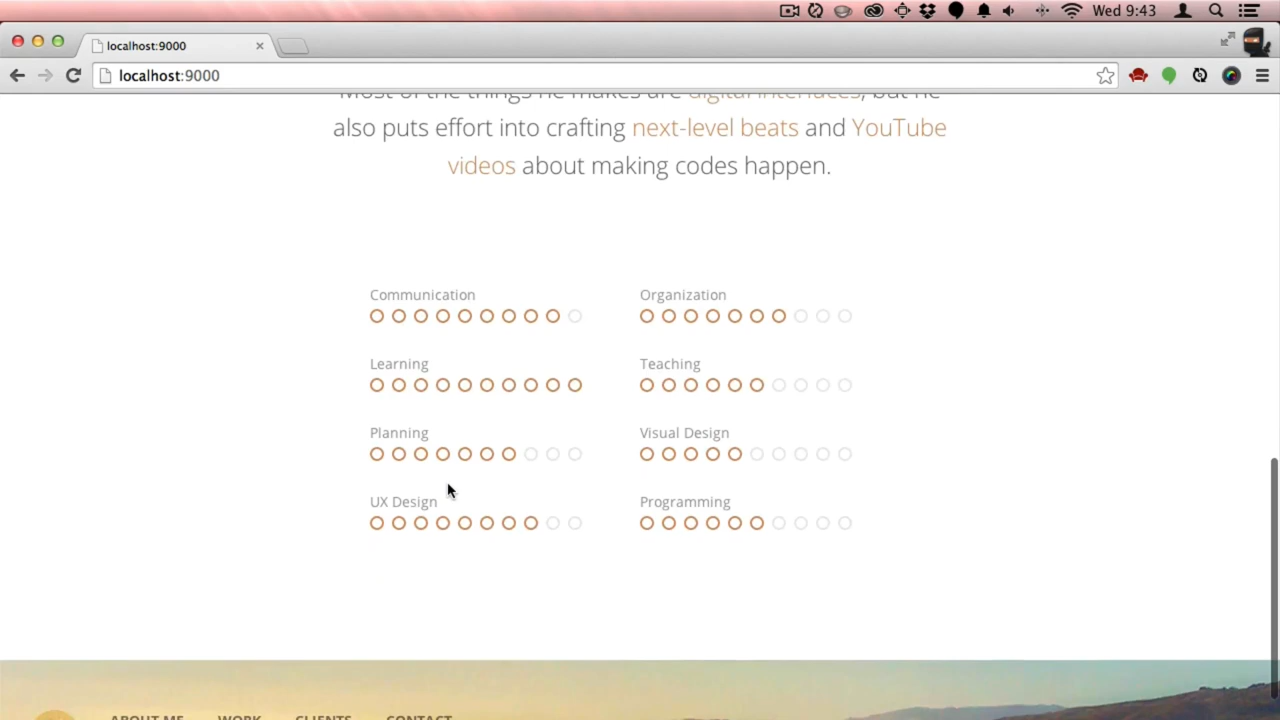 Wed 9:43
localhost:9000
localhost:9000
Most of the things he makes are digital interfaces, but he
also puts effort into crafting next-level beats and YouTube
videos about making codes happen.
Communication
Organization
Learning
Teaching
Planning
Visual Design
UX Design
Programming
ABOUT ME WORK CLIENTS CONTACT